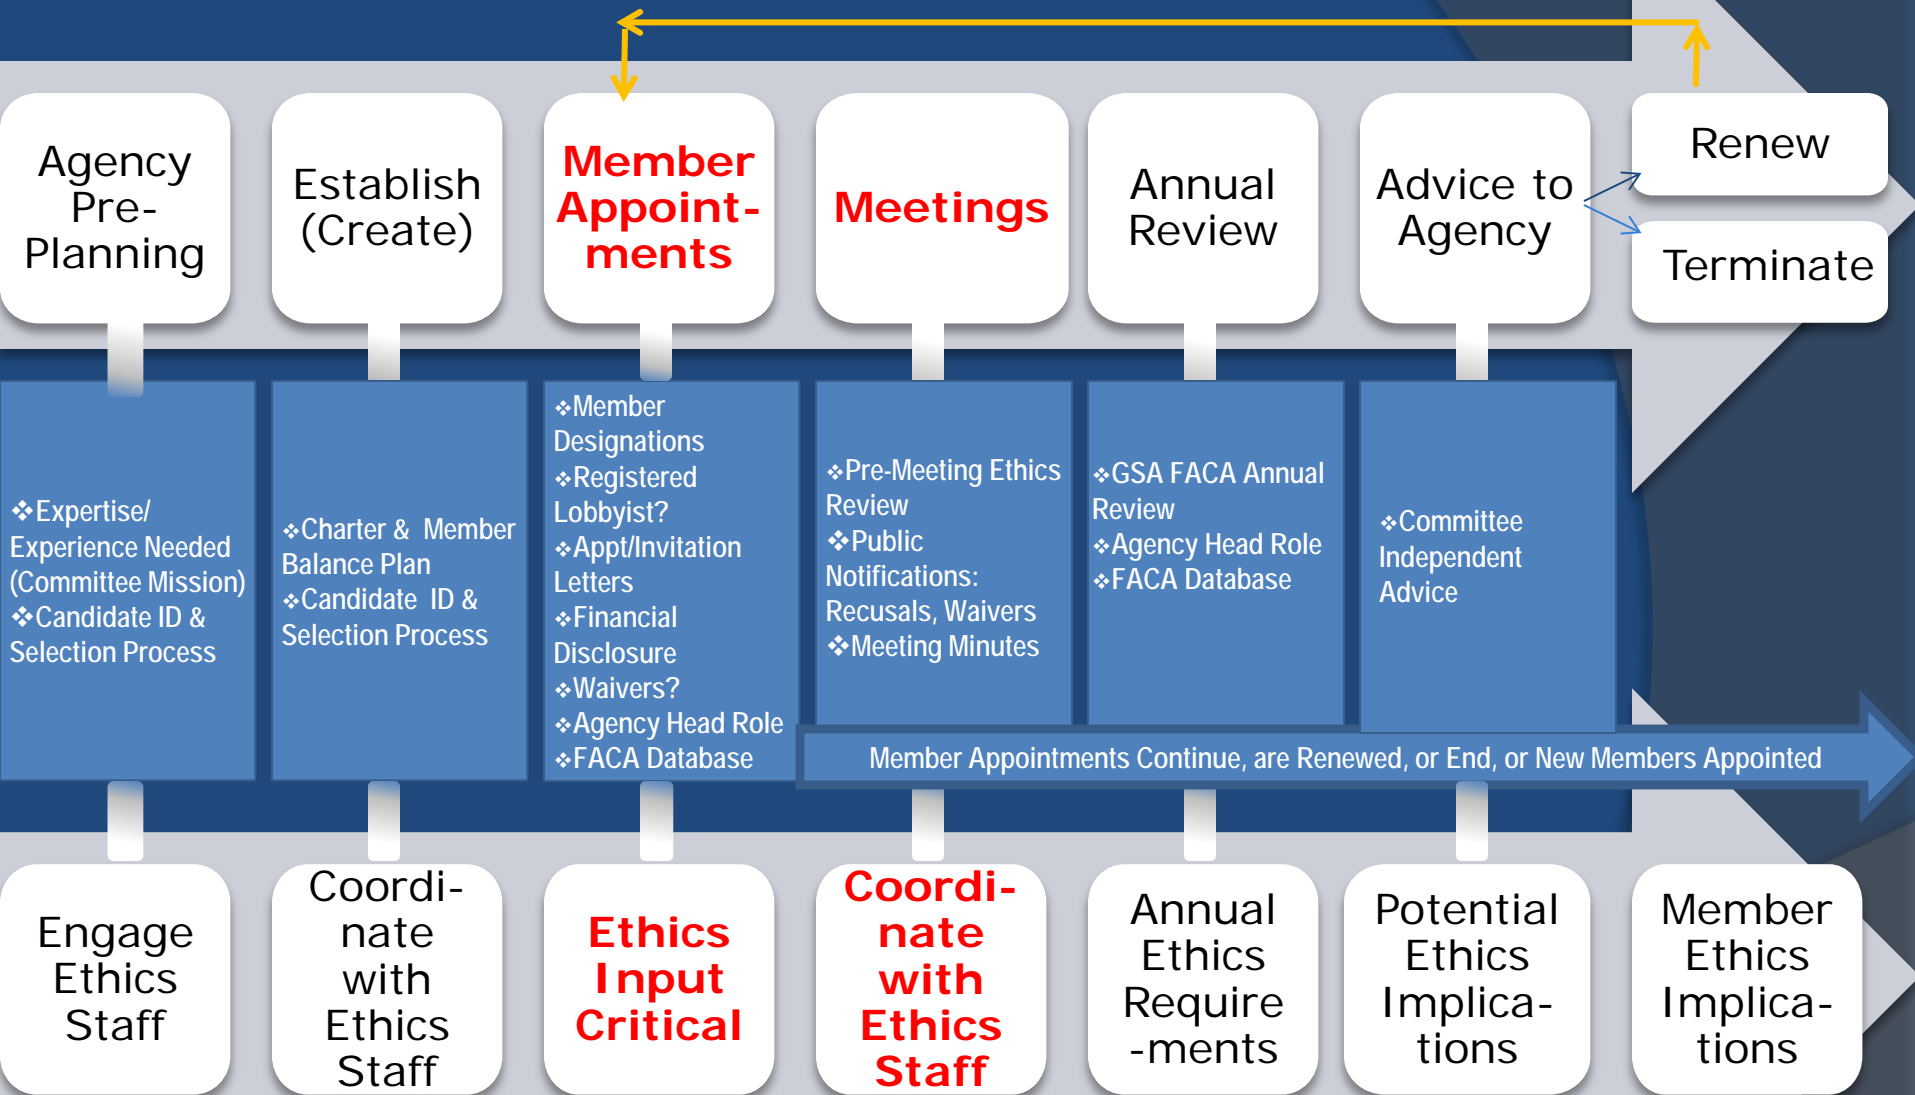 Agency
Pre-
Planning
Establish
(Create)
Member
Appoint-
ments
Meetings
Annual
Review
Advice to
Agency
Renew
Terminate
❖Expertise/
Experience Needed
(Committee Mission)
❖Candidate ID &
Selection Process
❖Charter & Member
Balance Plan
❖Candidate ID &
Selection Process
❖Member
Designations
❖Registered
Lobbyist?
❖Appt/Invitation
Letters
❖Financial
Disclosure
❖Waivers?
❖Agency Head Role
❖FACA Database
❖Pre-Meeting Ethics
Review
❖Public
Notifications:
Recusals, Waivers
❖Meeting Minutes
❖GSA FACA Annual
Review
❖Agency Head Role
❖FACA Database
❖Committee
Independent
Advice
Member Appointments Continue, are Renewed, or End, or New Members Appointed
Engage
Ethics
Staff
Coordi-
nate
with
Ethics
Staff
Ethics
Input
Critical
Coordi-
nate
with
Ethics
Staff
Annual
Ethics
Require
-ments
Potential
Ethics
Implica-
tions
Member
Ethics
Implica-
tions